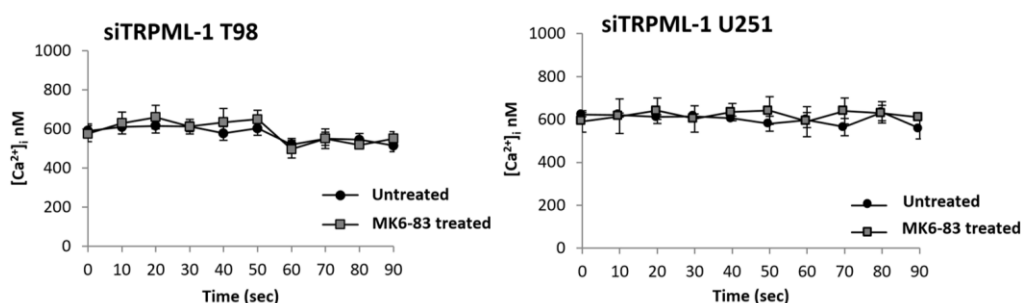 siTRPML-1 T98
1000
800
600
400
200
0
[Ca²⁺]ᵢ nM
Untreated
MK6-83 treated
0 10 20 30 40 50 60 70 80 90
Time (sec)
siTRPML-1 U251
1000
800
600
400
200
0
[Ca²⁺]ᵢ nM
Untreated
MK6-83 treated
0 10 20 30 40 50 60 70 80 90
Time (sec)